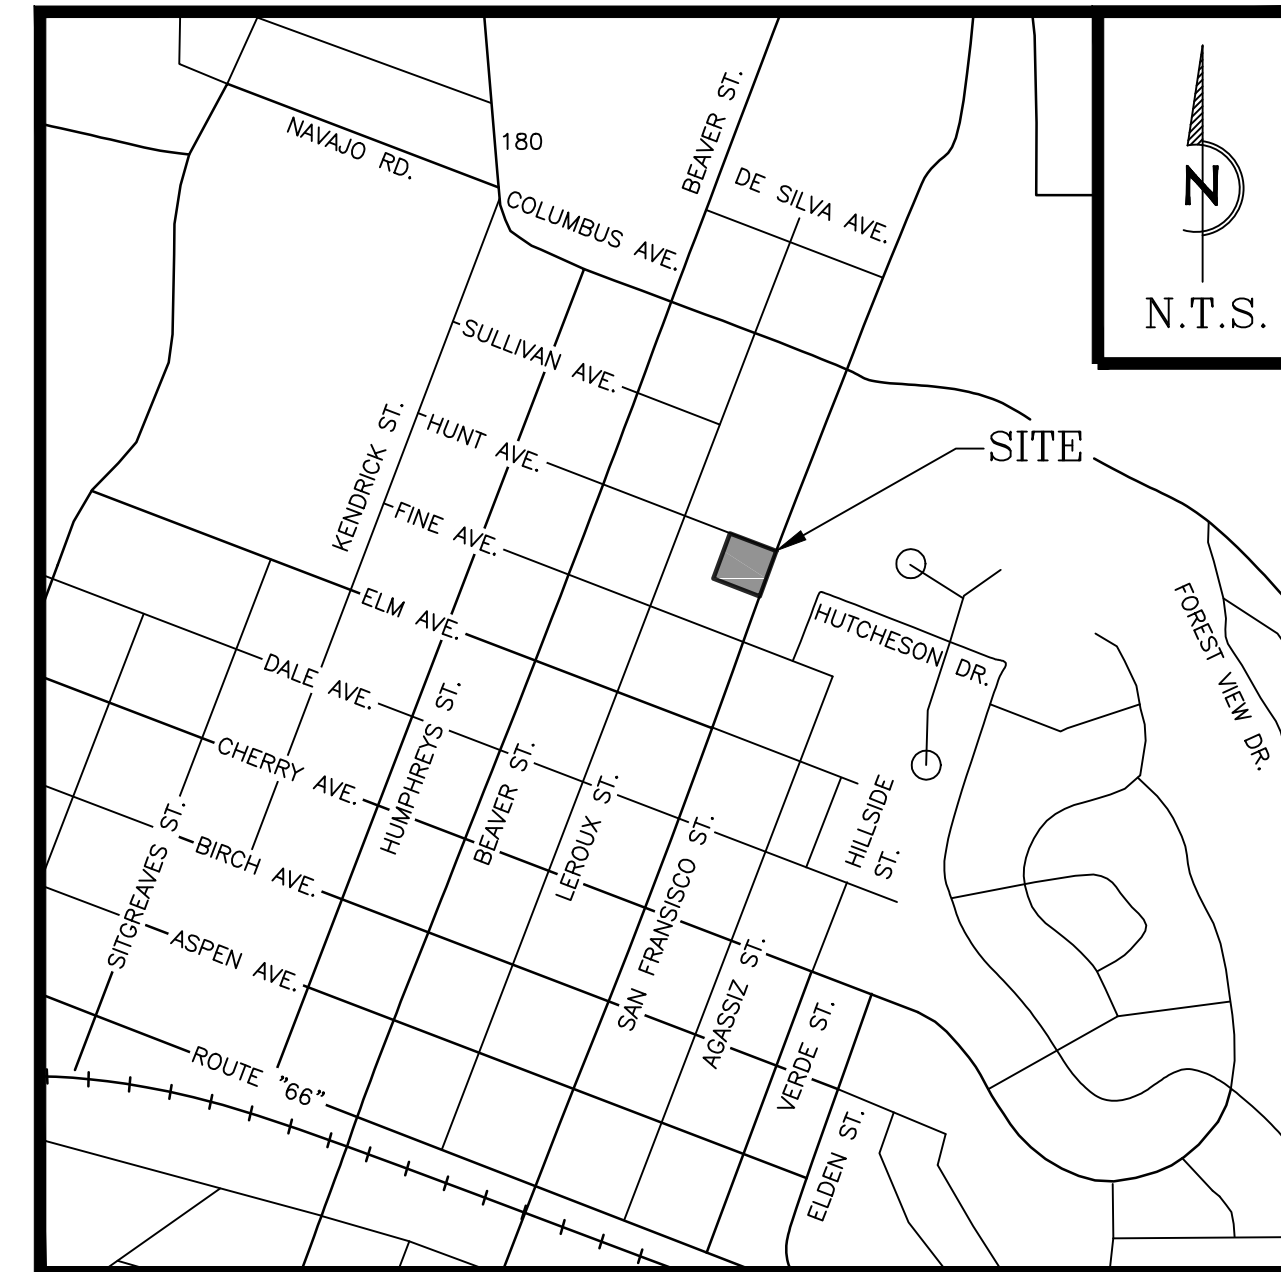 BEAVER ST.
180
NAVAJO RD.
DE SILVA AVE.
N
COLUMBUS AVE.
N.T.S.
SULLIVAN AVE.
KENDRICK ST.
HUNT AVE.
SITE
FINE AVE.
ELM AVE.
HUTCHESON DR.
FOREST VIEW DR.
DALE AVE.
HUMPHREYS ST.
CHERRY AVE.
BEAVER ST.
LEROUX ST.
HILLSIDE
ST.
SITGREAVES ST.
BIRCH AVE.
SAN FRANSISCO ST.
ASPEN AVE.
AGASSIZ ST.
VERDE ST.
ROUTE "66"
ELDEN ST.